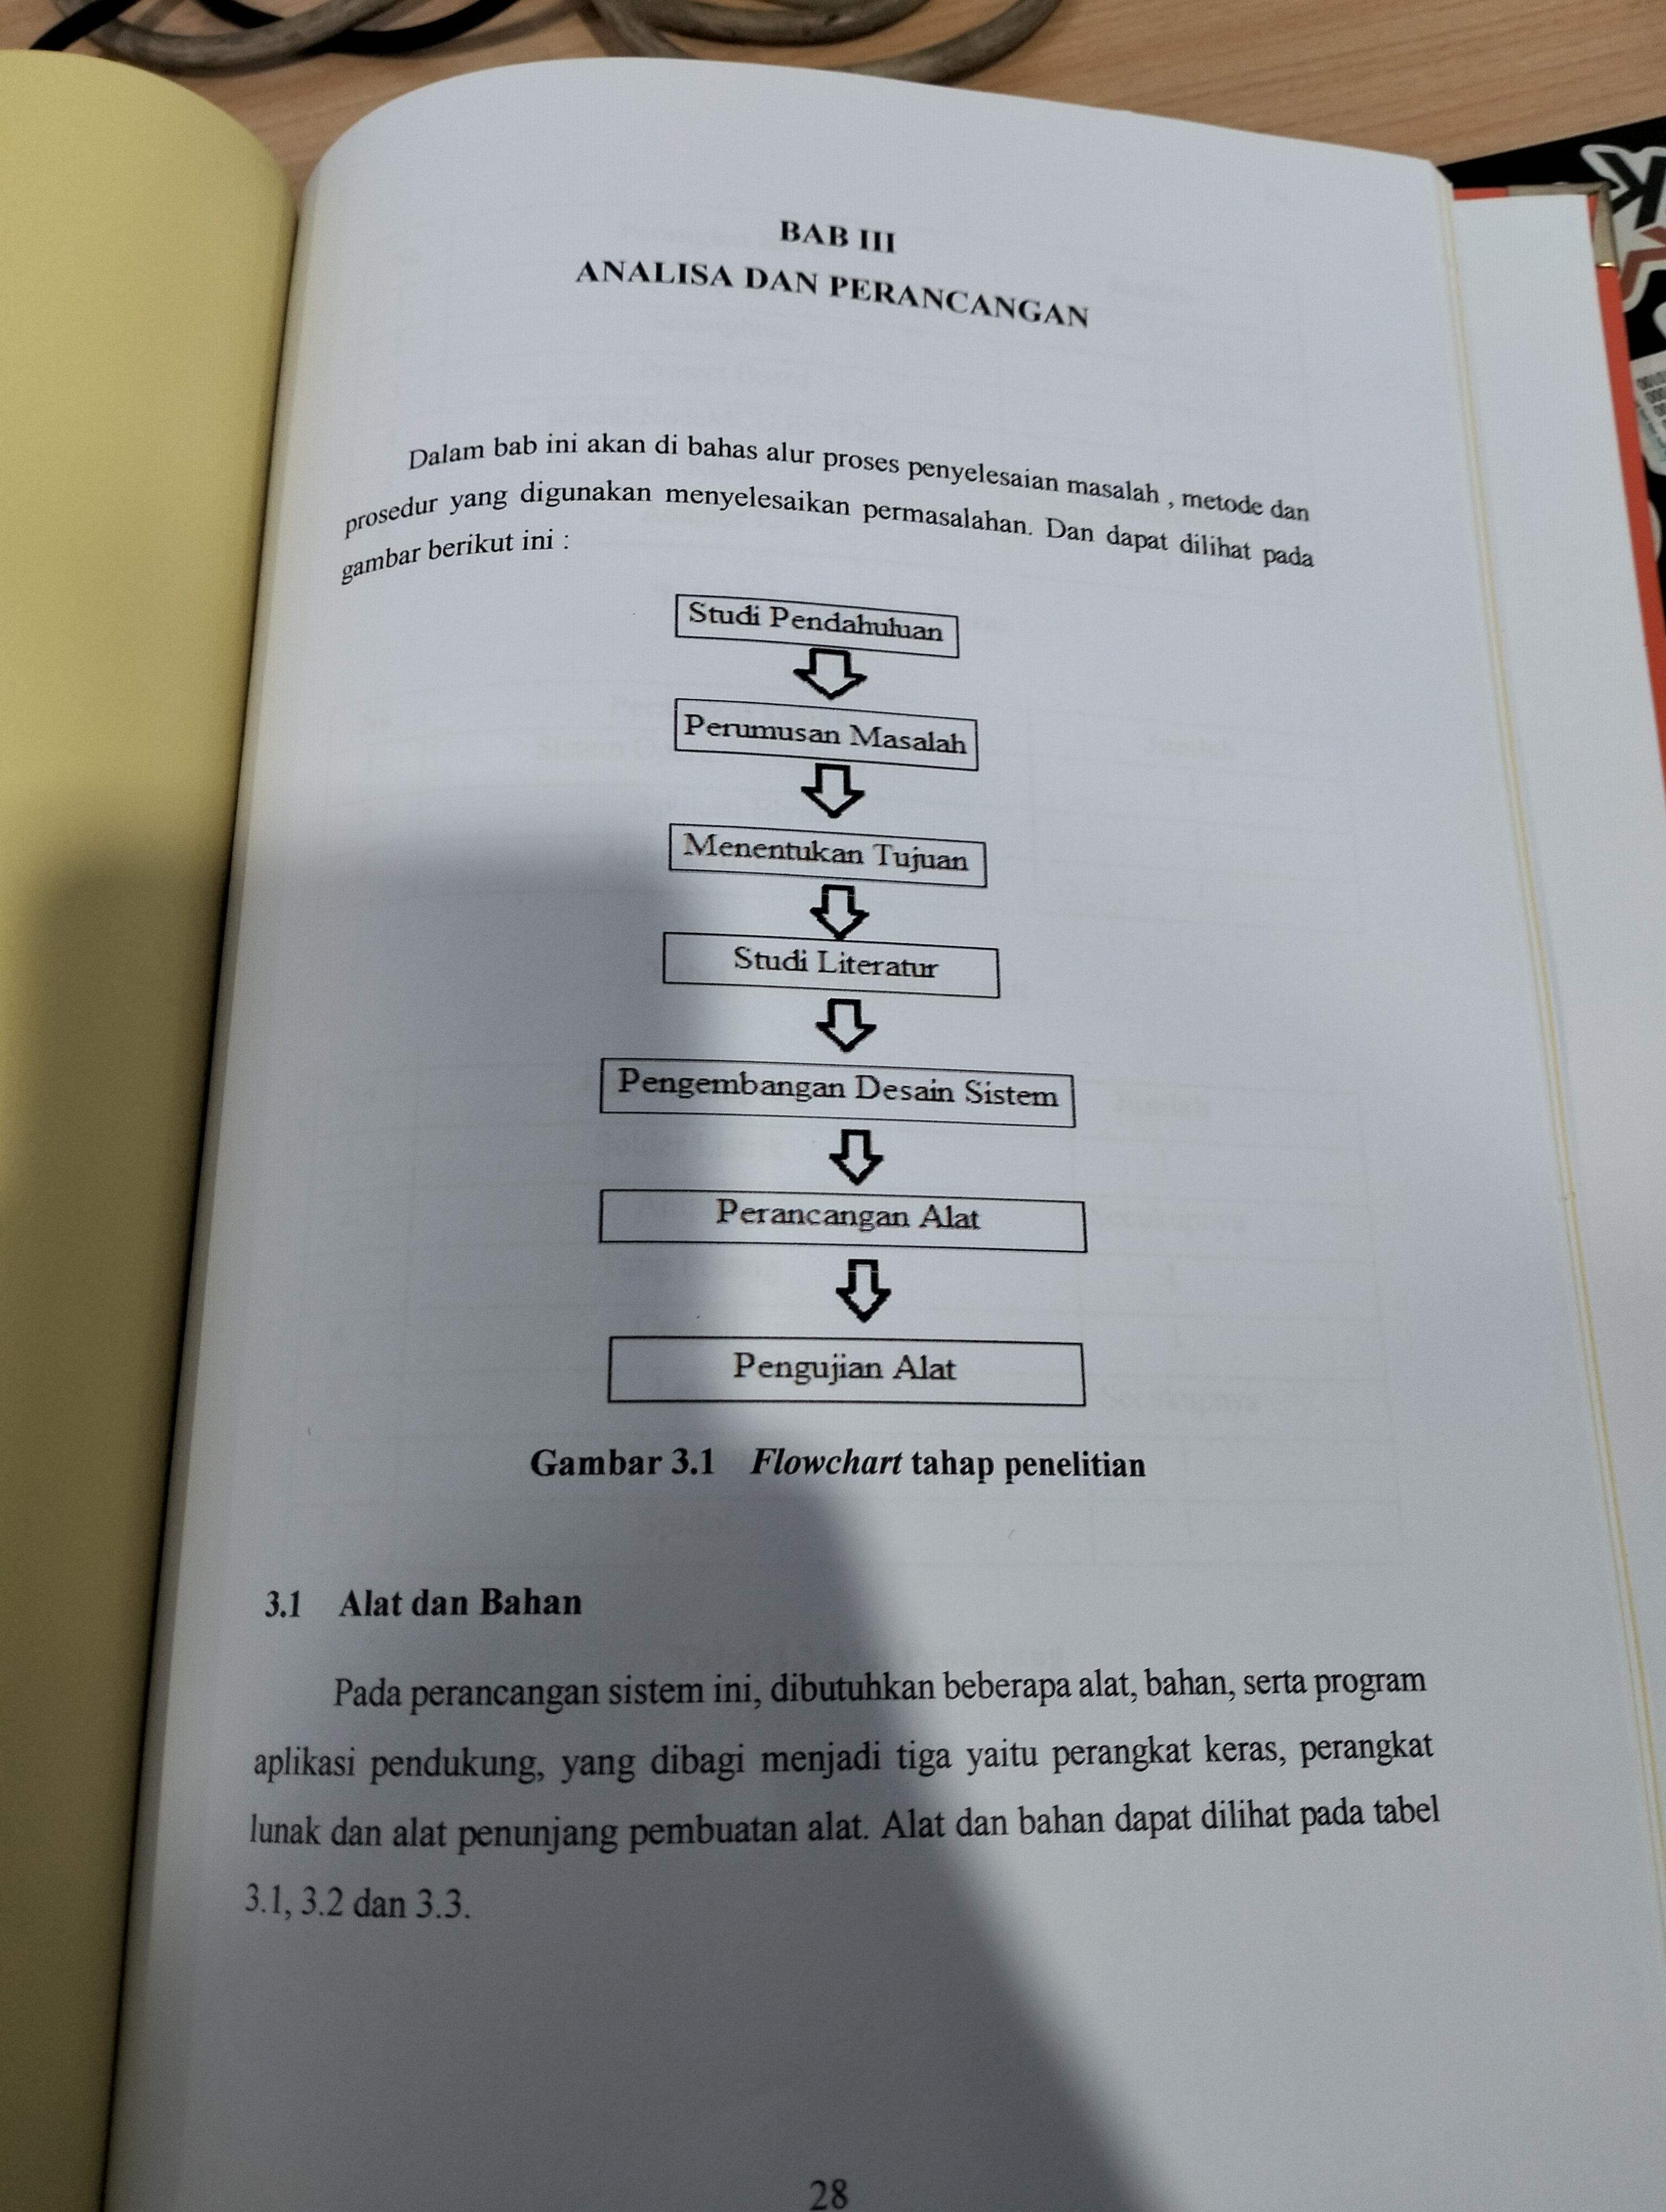 BAB III
ANALISA DAN PERANCANGAN
Dalam bab ini akan di bahas alur proses penyelesaian masalah , metode dan
prosedur yang digunakan menyelesaikan permasalahan. Dan dapat dilihat pada
gambar berikut ini :
Studi Pendahuluan
Perumusan Masalah
Menentukan Tujuan
Studi Literatur
Pengembangan Desain Sistem
Perancangan Alat
Pengujian Alat
Gambar 3.1 Flowchart tahap penelitian
3.1 Alat dan Bahan
Pada perancangan sistem ini, dibutuhkan beberapa alat, bahan, serta program
aplikasi pendukung, yang dibagi menjadi tiga yaitu perangkat keras, perangkat
lunak dan alat penunjang pembuatan alat. Alat dan bahan dapat dilihat pada tabel
3.1, 3.2 dan 3.3.
28